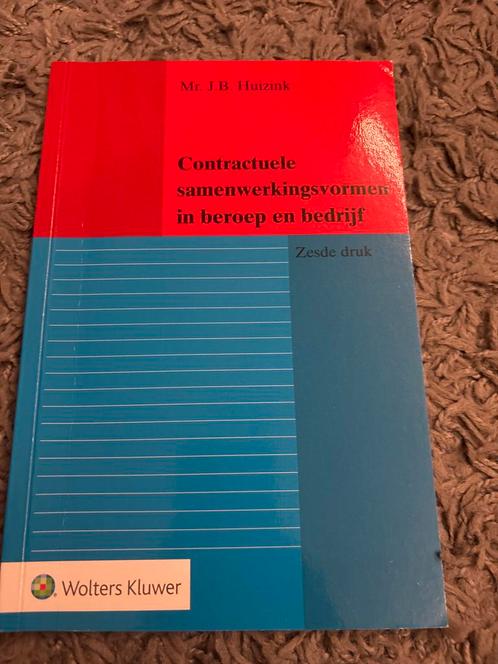 Mr. J.B. Huizink
Contractuele
samenwerkingsvormen
in beroep en bedrijf
Zesde druk
Wolters Kluwer